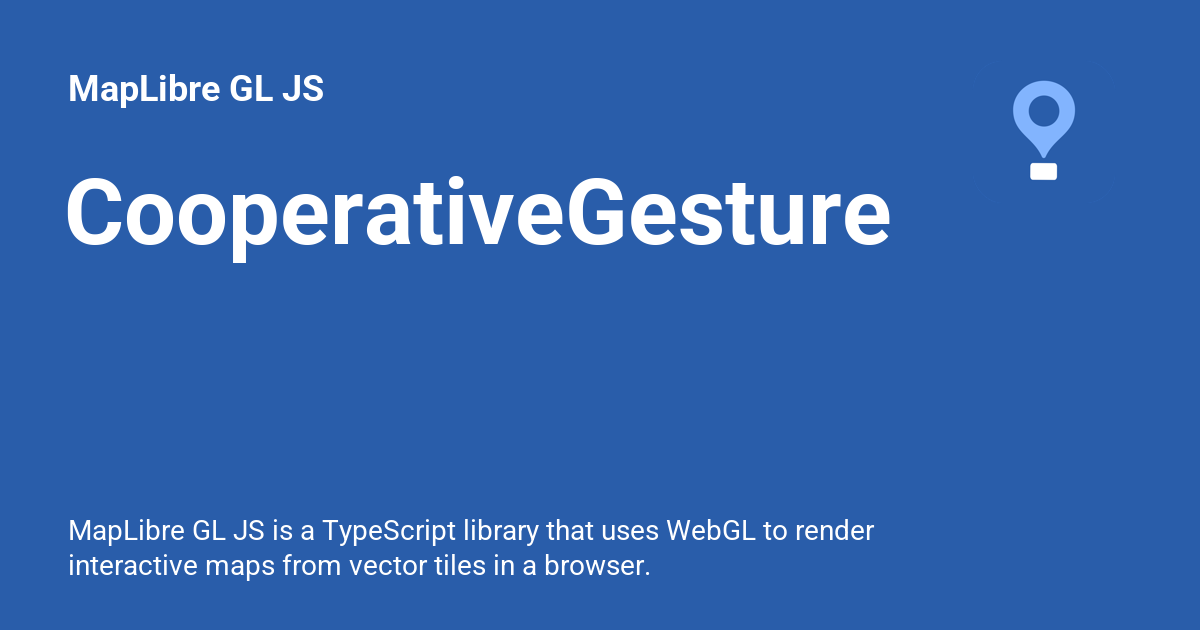 MapLibre GL JS
CooperativeGesture
MapLibre GL JS is a TypeScript library that uses WebGL to render
interactive maps from vector tiles in a browser.